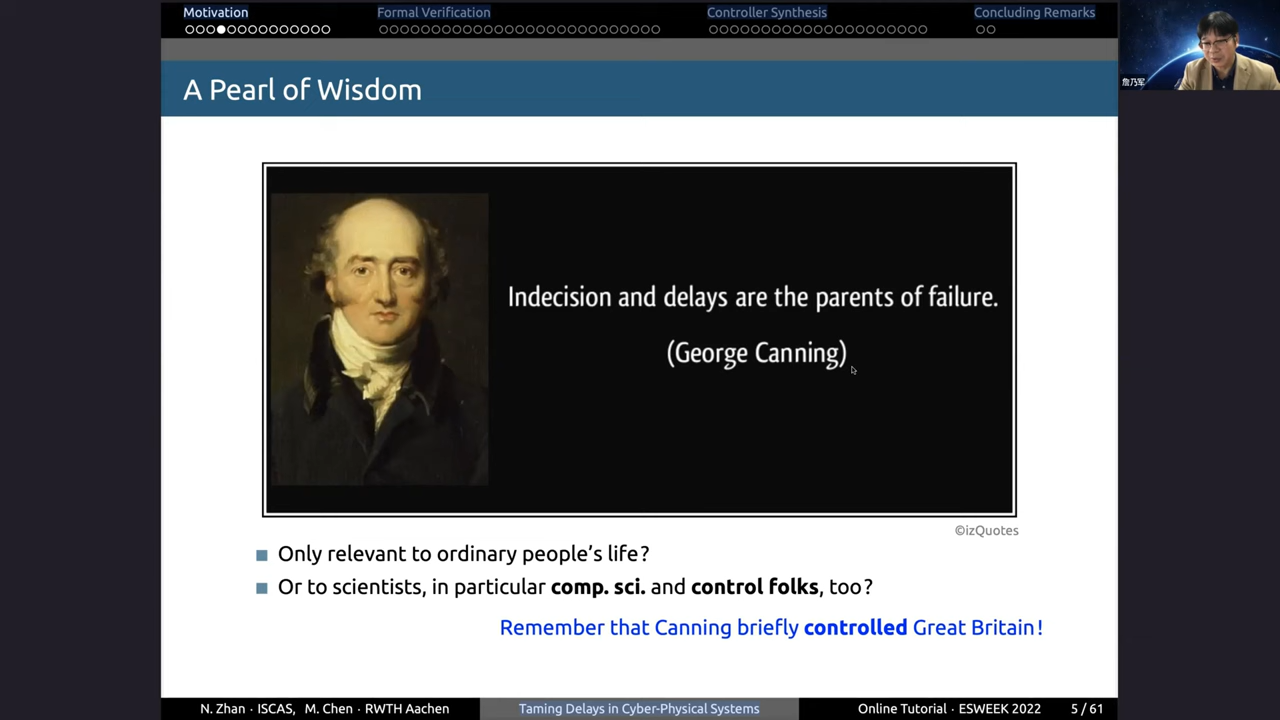 Motivation
Formal Verification
Controller Synthesis
Concluding Remarks
詹乃军
A Pearl of Wisdom
Indecision and delays are the parents of failure.
(George Canning)
©izQuotes
Only relevant to ordinary people's life?
Or to scientists, in particular comp. sci. and control folks, too?
Remember that Canning briefly controlled Great Britain!
N. Zhan · ISCAS, M. Chen · RWTH Aachen
Taming Delays in Cyber-Physical Systems
Online Tutorial · ESWEEK 2022
5 / 61